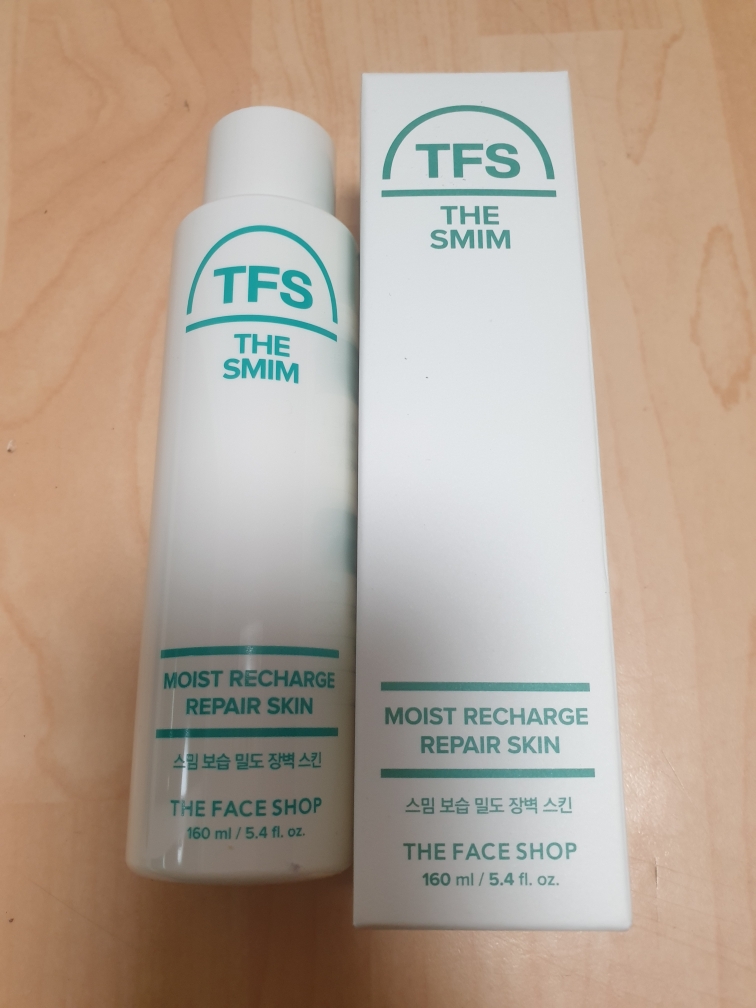 TFS
THE
SMIM
MOIST RECHARGE
REPAIR SKIN
스밈 보습 밀도 장벽 스킨
THE FACE SHOP
160 ml / 5.4 fl. oz.
TFS
THE
SMIM
MOIST RECHARGE
REPAIR SKIN
스밈 보습 밀도 장벽 스킨
THE FACE SHOP
160 ml / 5.4 fl. oz.